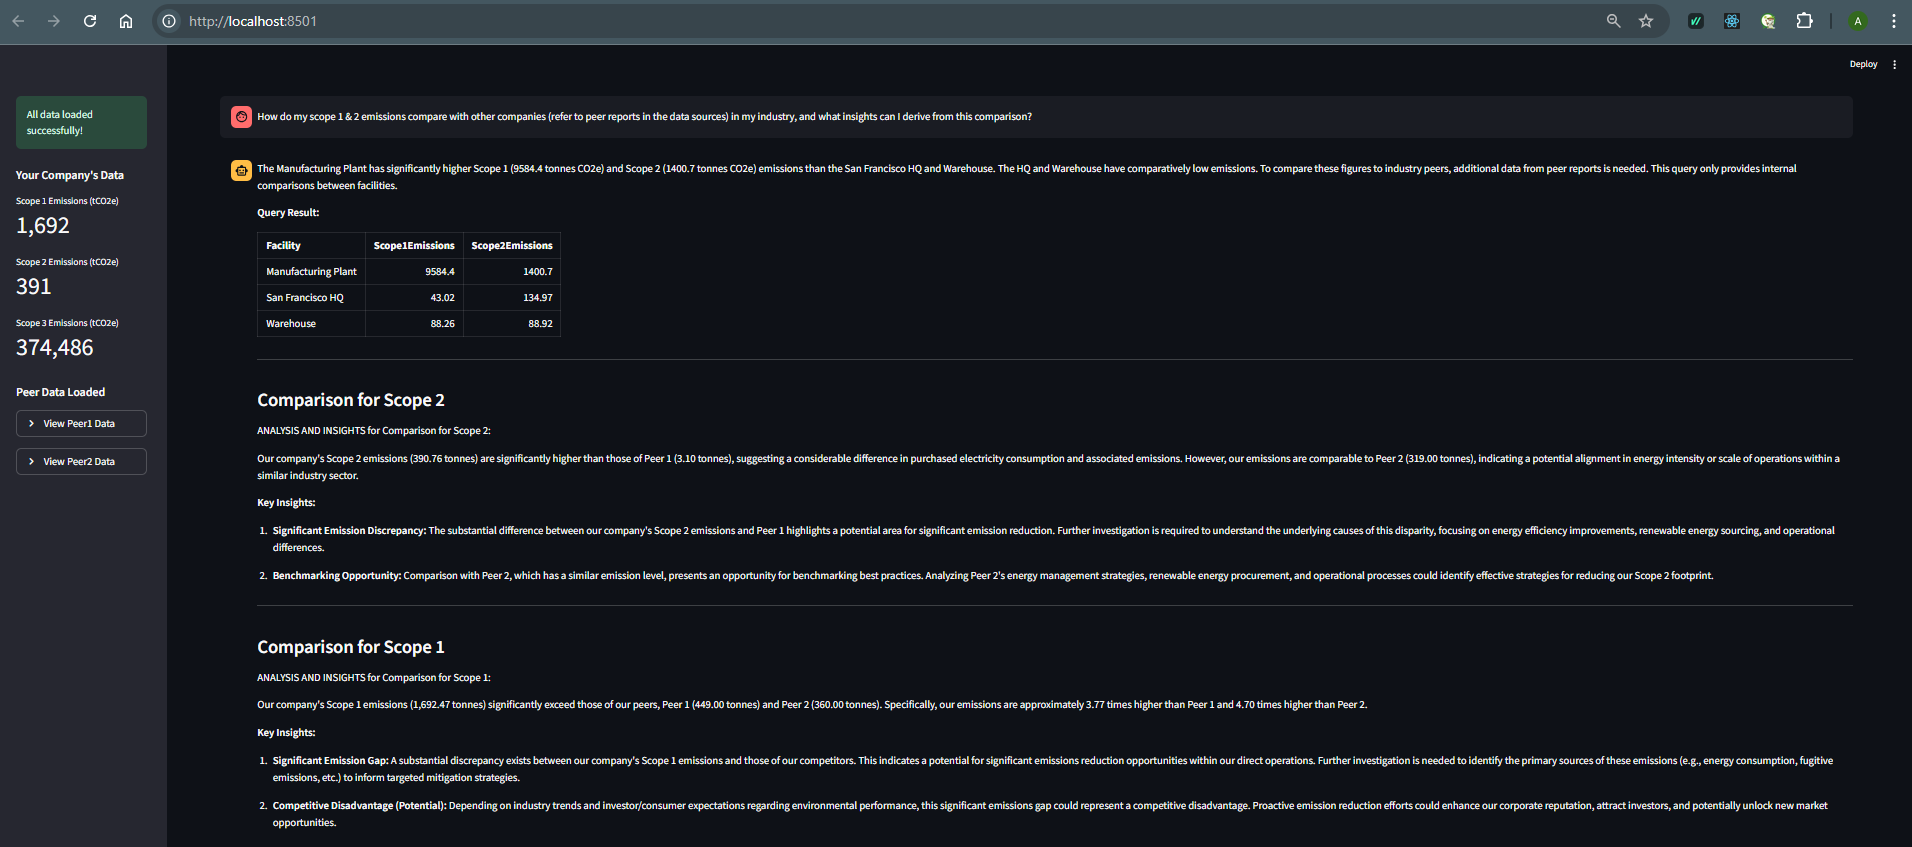 http://localhost:8501
A
Deploy
All data loaded
successfully!
Your Company's Data
Scope 1 Emissions (tCO2e)
1,692
Scope 2 Emissions (tCO2e)
391
Scope 3 Emissions (tCO2e)
374,486
Peer Data Loaded
View Peer1 Data
View Peer2 Data
How do my scope 1 & 2 emissions compare with other companies (refer to peer reports in the data sources) in my industry, and what insights can I derive from this comparison?
The Manufacturing Plant has significantly higher Scope 1 (9584.4 tonnes CO2e) and Scope 2 (1400.7 tonnes CO2e) emissions than the San Francisco HQ and Warehouse. The HQ and Warehouse have comparatively low emissions. To compare these figures to industry peers, additional data from peer reports is needed. This query only provides internal
comparisons between facilities.
Query Result:
Facility Scope1Emissions Scope2Emissions
Manufacturing Plant 9584.4 1400.7
San Francisco HQ 43.02 134.97
Warehouse 88.26 88.92
Comparison for Scope 2
ANALYSIS AND INSIGHTS for Comparison for Scope 2:
Our company's Scope 2 emissions (390.76 tonnes) are significantly higher than those of Peer 1 (3.10 tonnes), suggesting a considerable difference in purchased electricity consumption and associated emissions. However, our emissions are comparable to Peer 2 (319.00 tonnes), indicating a potential alignment in energy intensity or scale of operations within a
similar industry sector.
Key Insights:
1. Significant Emission Discrepancy: The substantial difference between our company's Scope 2 emissions and Peer 1 highlights a potential area for significant emission reduction. Further investigation is required to understand the underlying causes of this disparity, focusing on energy efficiency improvements, renewable energy sourcing, and operational
differences.
2. Benchmarking Opportunity: Comparison with Peer 2, which has a similar emission level, presents an opportunity for benchmarking best practices. Analyzing Peer 2's energy management strategies, renewable energy procurement, and operational processes could identify effective strategies for reducing our Scope 2 footprint.
Comparison for Scope 1
ANALYSIS AND INSIGHTS for Comparison for Scope 1:
Our company's Scope 1 emissions (1,692.47 tonnes) significantly exceed those of our peers, Peer 1 (449.00 tonnes) and Peer 2 (360.00 tonnes). Specifically, our emissions are approximately 3.77 times higher than Peer 1 and 4.70 times higher than Peer 2.
Key Insights:
1. Significant Emission Gap: A substantial discrepancy exists between our company's Scope 1 emissions and those of our competitors. This indicates a potential for significant emissions reduction opportunities within our direct operations. Further investigation is needed to identify the primary sources of these emissions (e.g., energy consumption, fugitive
emissions, etc.) to inform targeted mitigation strategies.
2. Competitive Disadvantage (Potential): Depending on industry trends and investor/consumer expectations regarding environmental performance, this significant emissions gap could represent a competitive disadvantage. Proactive emission reduction efforts could enhance our corporate reputation, attract investors, and potentially unlock new market
opportunities.